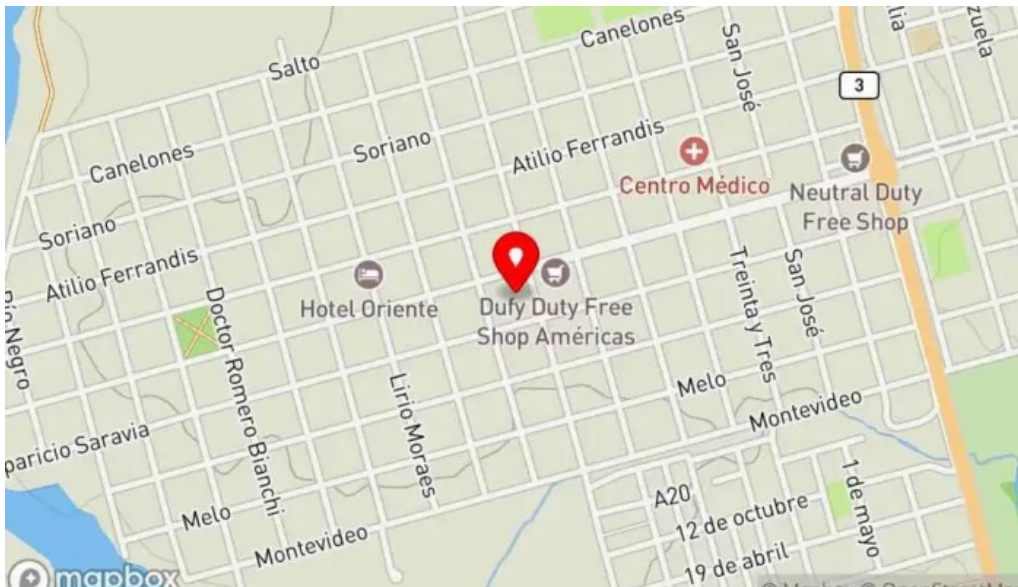 Canelones
Salto
San José
3
Canelones
Soriano
Atilio Ferrandis
Centro Médico
Neutral Duty
Free Shop
Soriano
Atilio Ferrandis
Hotel Oriente
Dufy Duty Free
Shop Américas
Treinta y Tres
San José
Doctor Romero Bianchi
Negro
Lirio Moraes
Melo
Montevideo
paricio Saravia
A20
1 de mayo
12 de octubre
Melo
Montevideo
19 de abril
mapbox